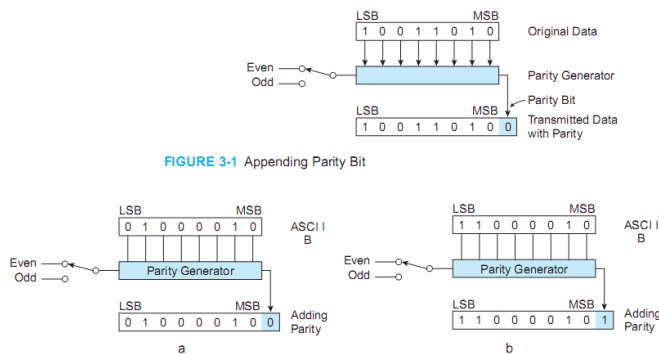 LSB MSB
1 0 0 1 1 0 1 0 Original Data
Even
Odd
Parity Generator
Parity Bit
LSB MSB
1 0 0 1 1 0 1 0 0 Transmitted Data
with Parity
FIGURE 3-1 Appending Parity Bit
LSB MSB
0 1 0 0 0 0 1 0 ASCI I
B
Even
Odd
Parity Generator
LSB MSB
0 1 0 0 0 0 1 0 0 Adding
Parity
a
LSB MSB
1 1 0 0 0 0 1 0 ASCI I
B
Even
Odd
Parity Generator
LSB MSB
1 1 0 0 0 0 1 0 1 Adding
Parity
b